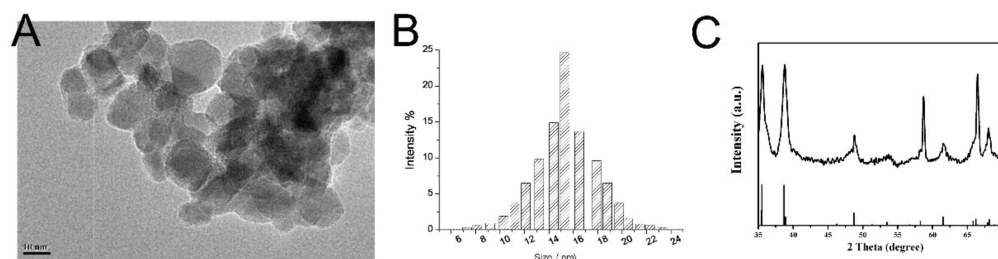 A
10 nm
B
Intensity %
25
20
15
10
5
0
6 8 10 12 14 16 18 20 22 24
Size / nm
C
Intensity (a.u.)
35 40 45 50 55 60 65
2 Theta (degree)